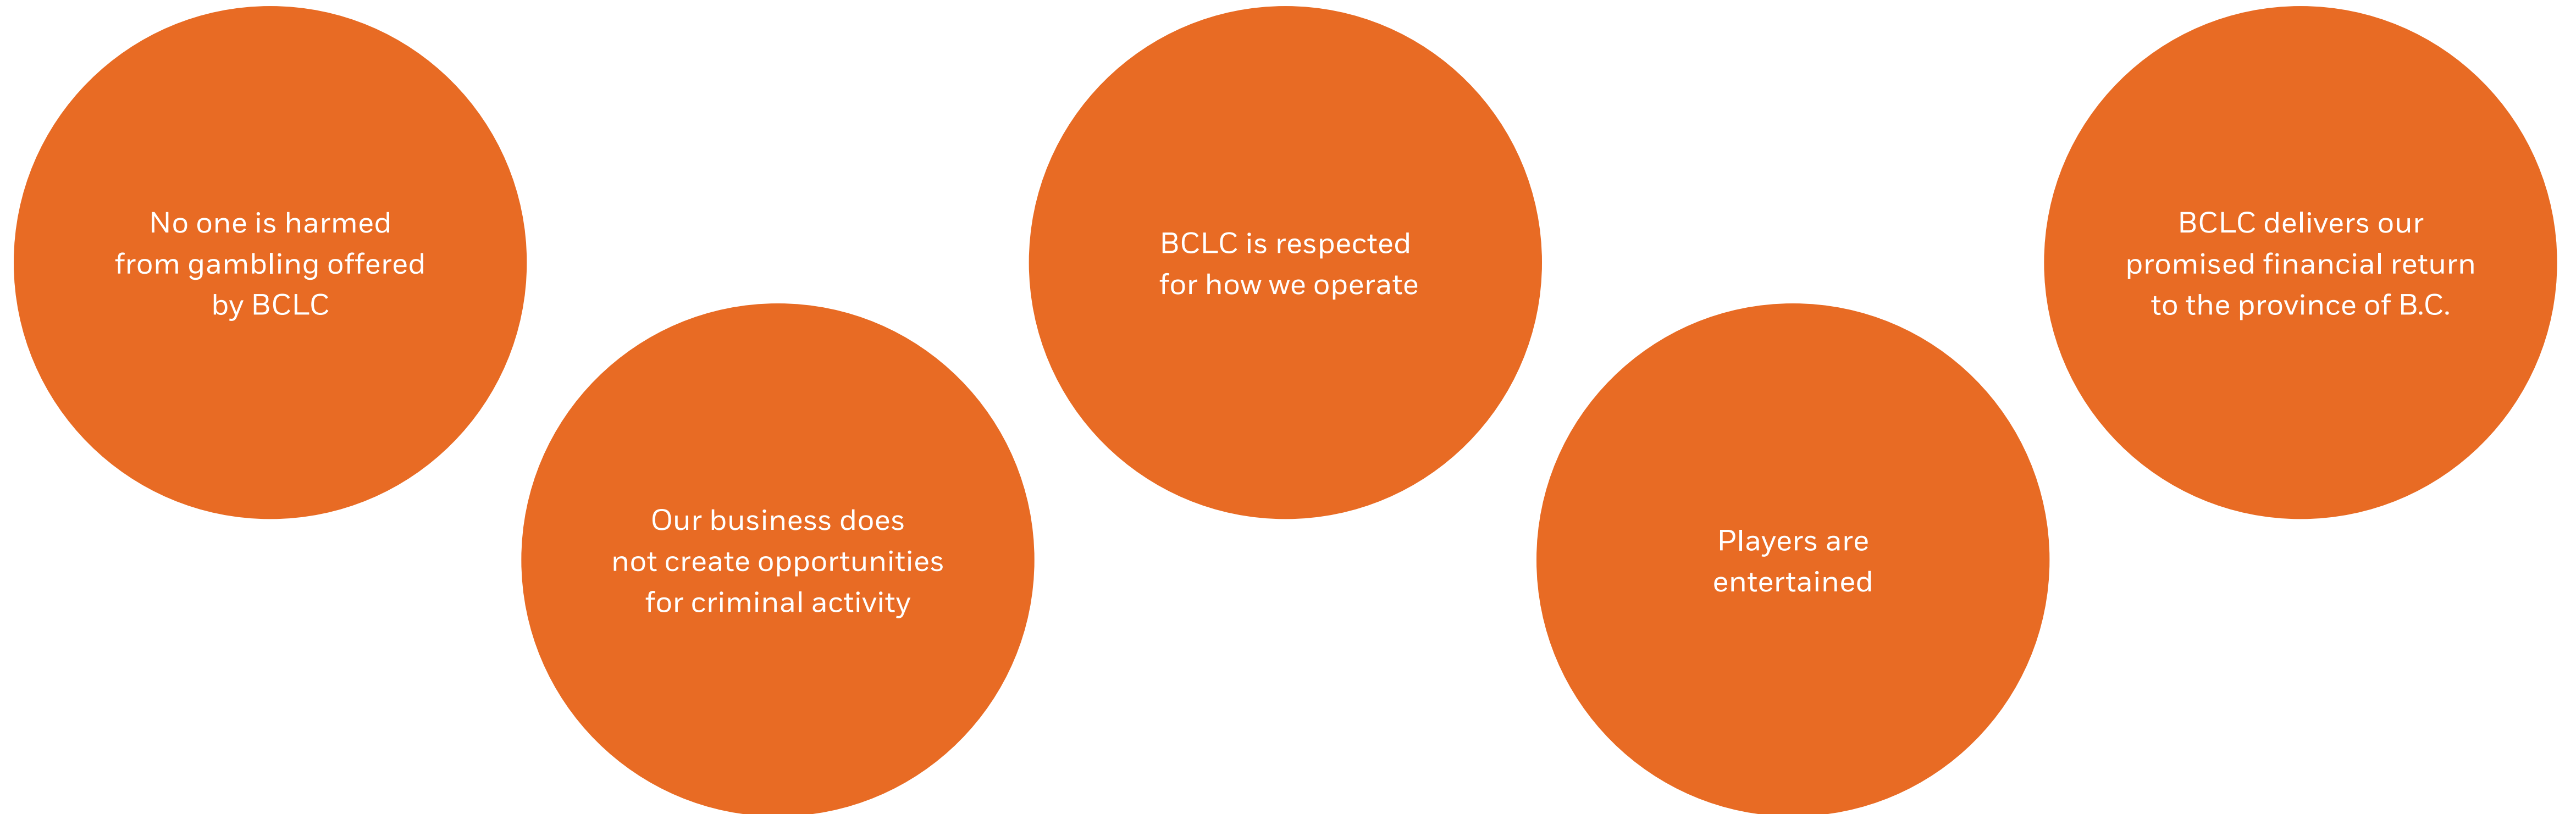 No one is harmed
from gambling offered
by BCLC
Our business does
not create opportunities
for criminal activity
BCLC is respected
for how we operate
Players are
entertained
BCLC delivers our
promised financial return
to the province of B.C.